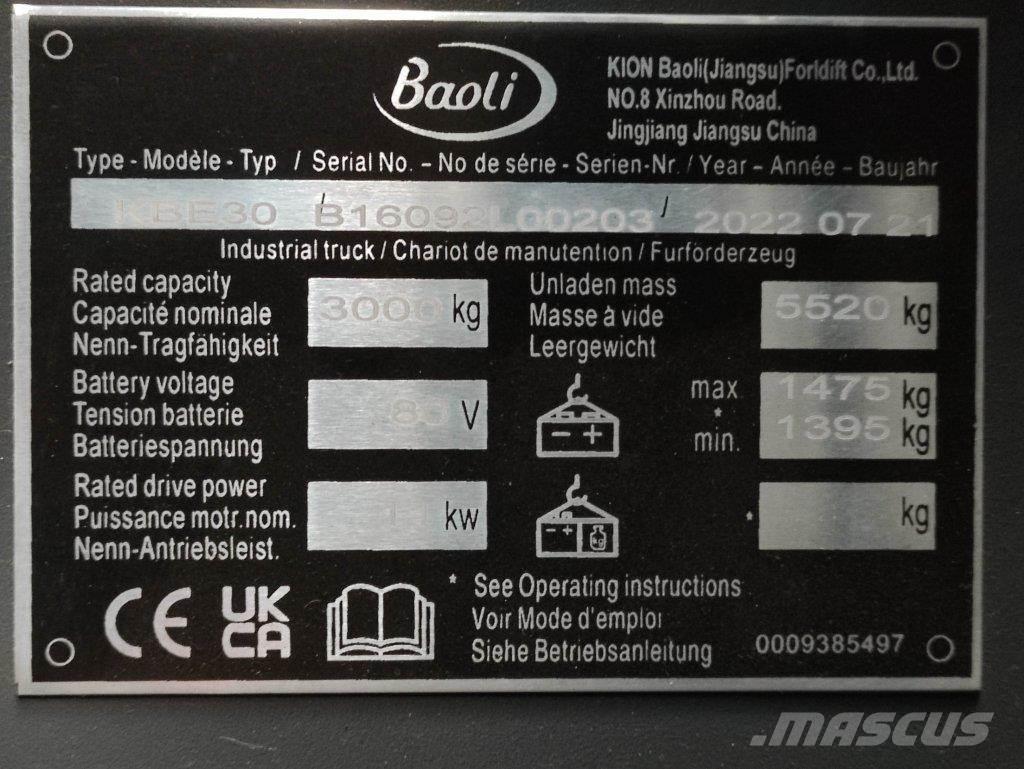 Baoli
KION Baoli(Jiangsu)Forldift Co.,Ltd.
NO.8 Xinzhou Road.
Jingjiang Jiangsu China
Type - Modèle - Typ / Serial No. - No de série - Serien-Nr. / Year - Année - Baujahr
KBE30 / B16092L00203 / 2022 07 21
Industrial truck / Chariot de manutention / Furförderzeug
Rated capacity
Capacité nominale
Nenn-Tragfähigkeit
3000 kg
Unladen mass
Masse à vide
Leergewicht
5520 kg
Battery voltage
Tension batterie
Batteriespannung
80 V
max 1475 kg
*
min. 1395 kg
Rated drive power
Puissance motr.nom.
Nenn-Antriebsleist.
kw
* kg
CE UK
CA
* See Operating instructions
Voir Mode d'emploi
Siehe Betriebsanleitung
0009385497
.MASCUS